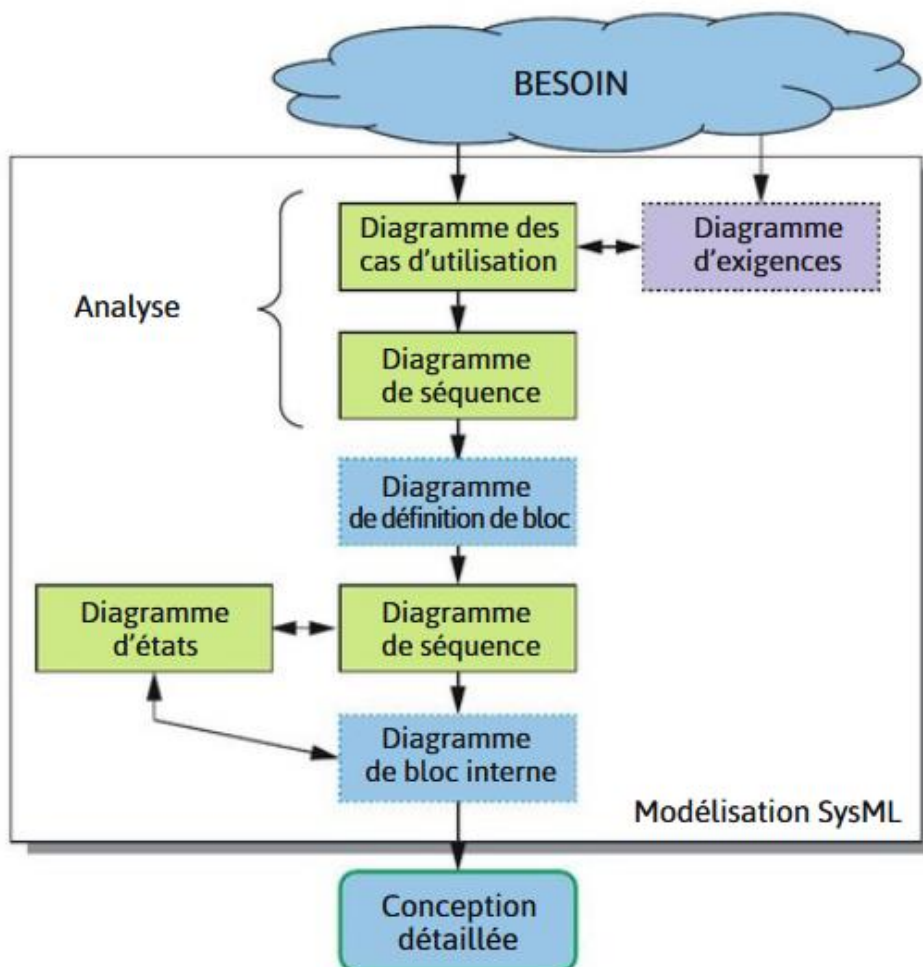 BESOIN
Diagramme des
cas d'utilisation
Diagramme
d'exigences
Analyse
Diagramme
de séquence
Diagramme
de définition de bloc
Diagramme
d'états
Diagramme
de séquence
Diagramme
de bloc interne
Modélisation SysML
Conception
détaillée